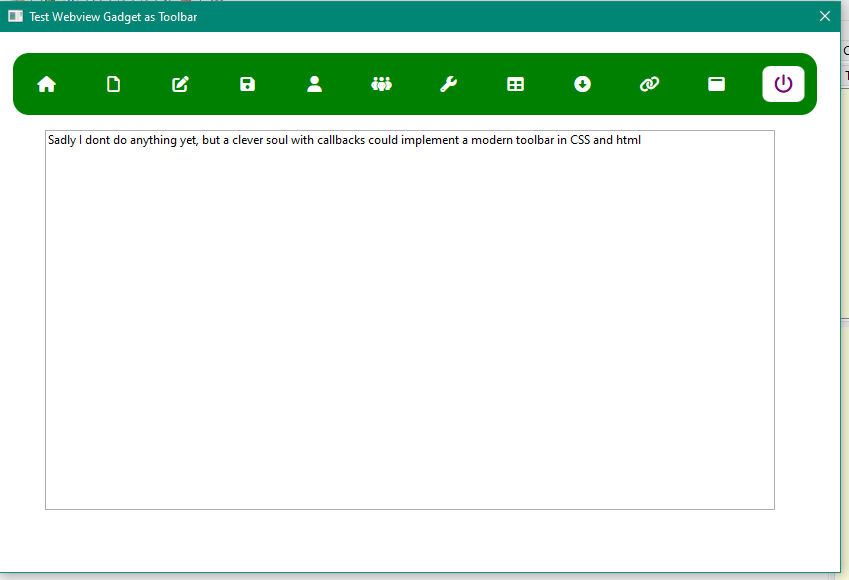 Test Webview Gadget as Toolbar
Sadly I dont do anything yet, but a clever soul with callbacks could implement a modern toolbar in CSS and html